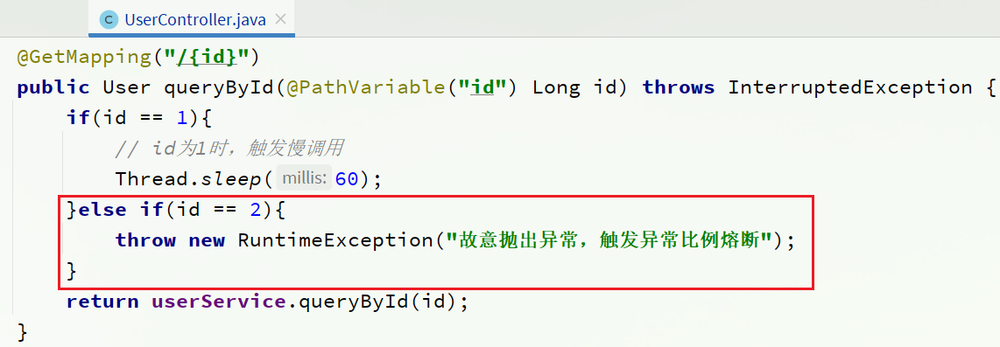 C UserController.java ×
@GetMapping("/{id}")
public User queryById(@PathVariable("id") Long id) throws InterruptedException {
if(id == 1){
// id为1时，触发慢调用
Thread.sleep( millis: 60);
}else if(id == 2){
throw new RuntimeException("故意抛出异常，触发异常比例熔断");
}
return userService.queryById(id);
}